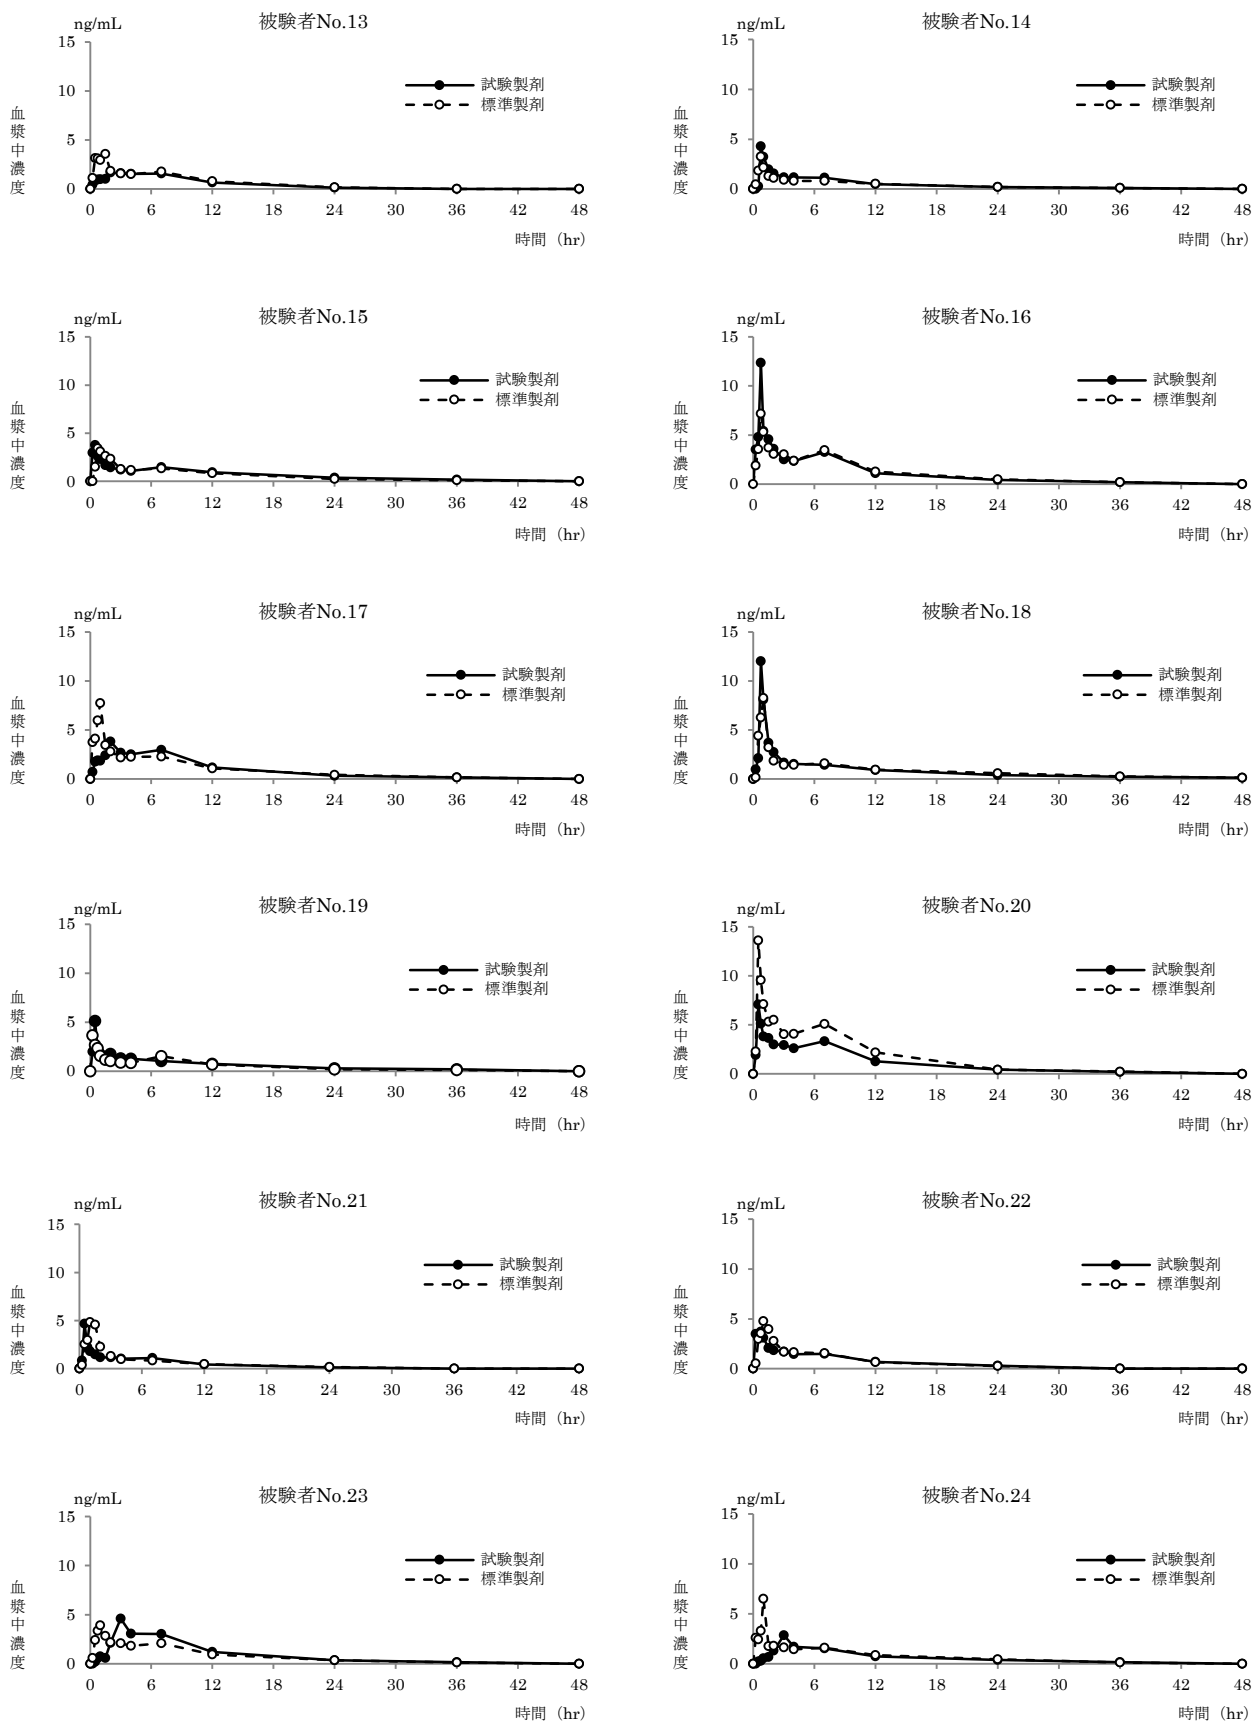 被験者No.13
ng/mL
15
10
5
0
血漿中濃度
試験製剤
標準製剤
0 6 12 18 24 30 36 42 48
時間 (hr)
被験者No.14
ng/mL
15
10
5
0
血漿中濃度
試験製剤
標準製剤
0 6 12 18 24 30 36 42 48
時間 (hr)
被験者No.15
ng/mL
15
10
5
0
血漿中濃度
試験製剤
標準製剤
0 6 12 18 24 30 36 42 48
時間 (hr)
被験者No.16
ng/mL
15
10
5
0
血漿中濃度
試験製剤
標準製剤
0 6 12 18 24 30 36 42 48
時間 (hr)
被験者No.17
ng/mL
15
10
5
0
血漿中濃度
試験製剤
標準製剤
0 6 12 18 24 30 36 42 48
時間 (hr)
被験者No.18
ng/mL
15
10
5
0
血漿中濃度
試験製剤
標準製剤
0 6 12 18 24 30 36 42 48
時間 (hr)
被験者No.19
ng/mL
15
10
5
0
血漿中濃度
試験製剤
標準製剤
0 6 12 18 24 30 36 42 48
時間 (hr)
被験者No.20
ng/mL
15
10
5
0
血漿中濃度
試験製剤
標準製剤
0 6 12 18 24 30 36 42 48
時間 (hr)
被験者No.21
ng/mL
15
10
5
0
血漿中濃度
試験製剤
標準製剤
0 6 12 18 24 30 36 42 48
時間 (hr)
被験者No.22
ng/mL
15
10
5
0
血漿中濃度
試験製剤
標準製剤
0 6 12 18 24 30 36 42 48
時間 (hr)
被験者No.23
ng/mL
15
10
5
0
血漿中濃度
試験製剤
標準製剤
0 6 12 18 24 30 36 42 48
時間 (hr)
被験者No.24
ng/mL
15
10
5
0
血漿中濃度
試験製剤
標準製剤
0 6 12 18 24 30 36 42 48
時間 (hr)